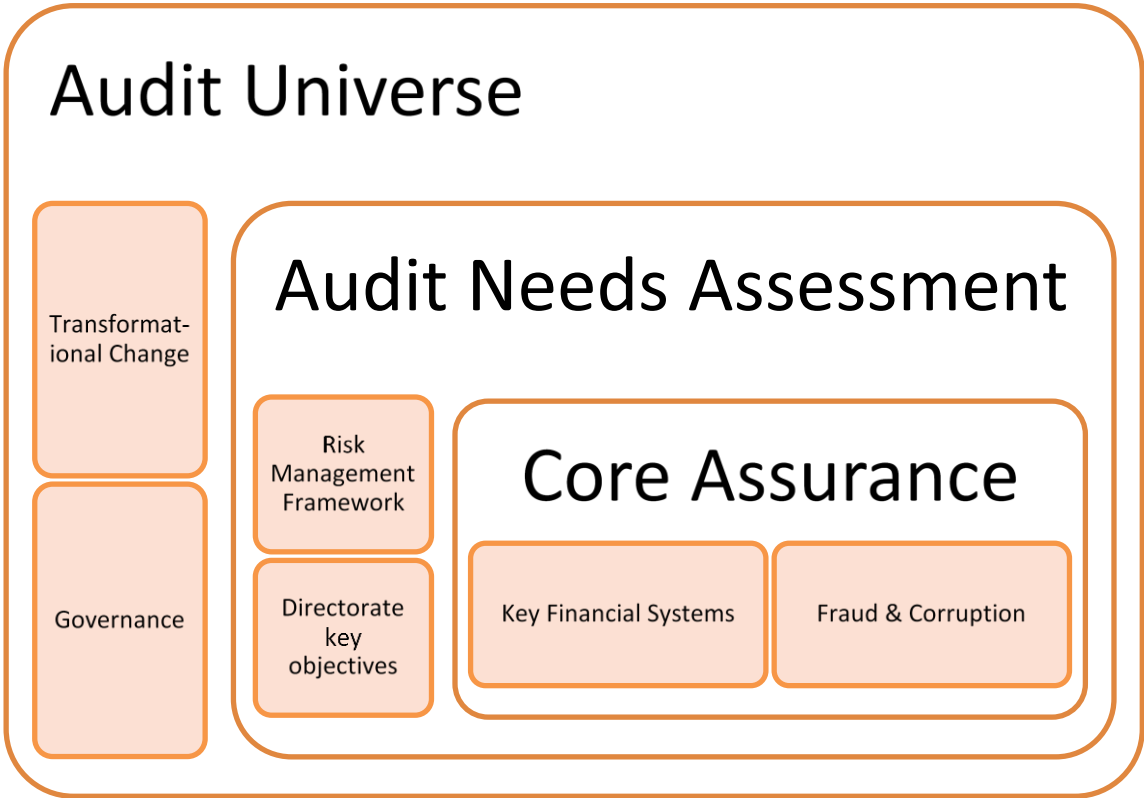 Audit Universe
Transformat-
ional Change
Governance
Audit Needs Assessment
Risk
Management
Framework
Directorate
key
objectives
Core Assurance
Key Financial Systems
Fraud & Corruption